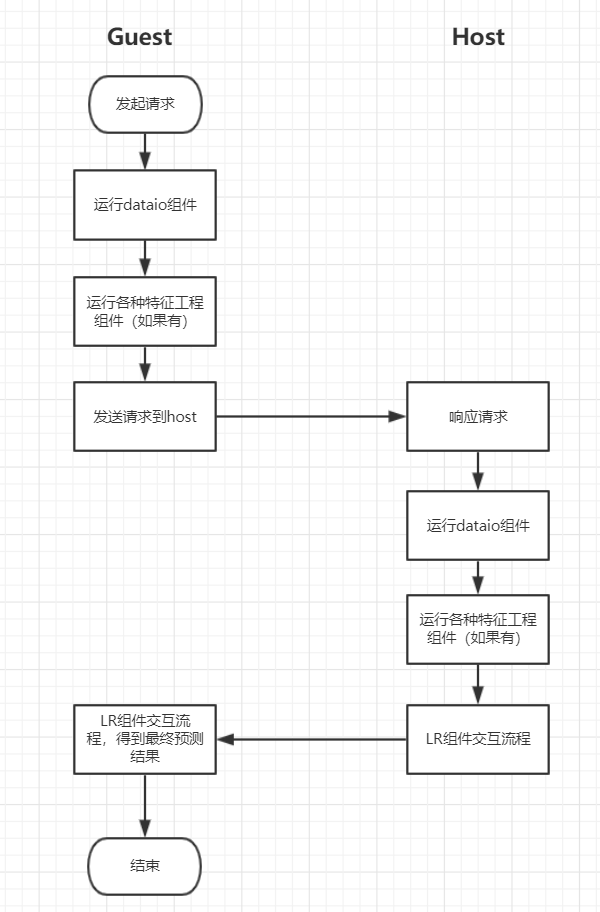 Guest
Host
发起请求
运行dataio组件
运行各种特征工程
组件（如果有）
发送请求到host
响应请求
运行dataio组件
运行各种特征工程
组件（如果有）
LR组件交互流程
LR组件交互流
程，得到最终预测
结果
结束